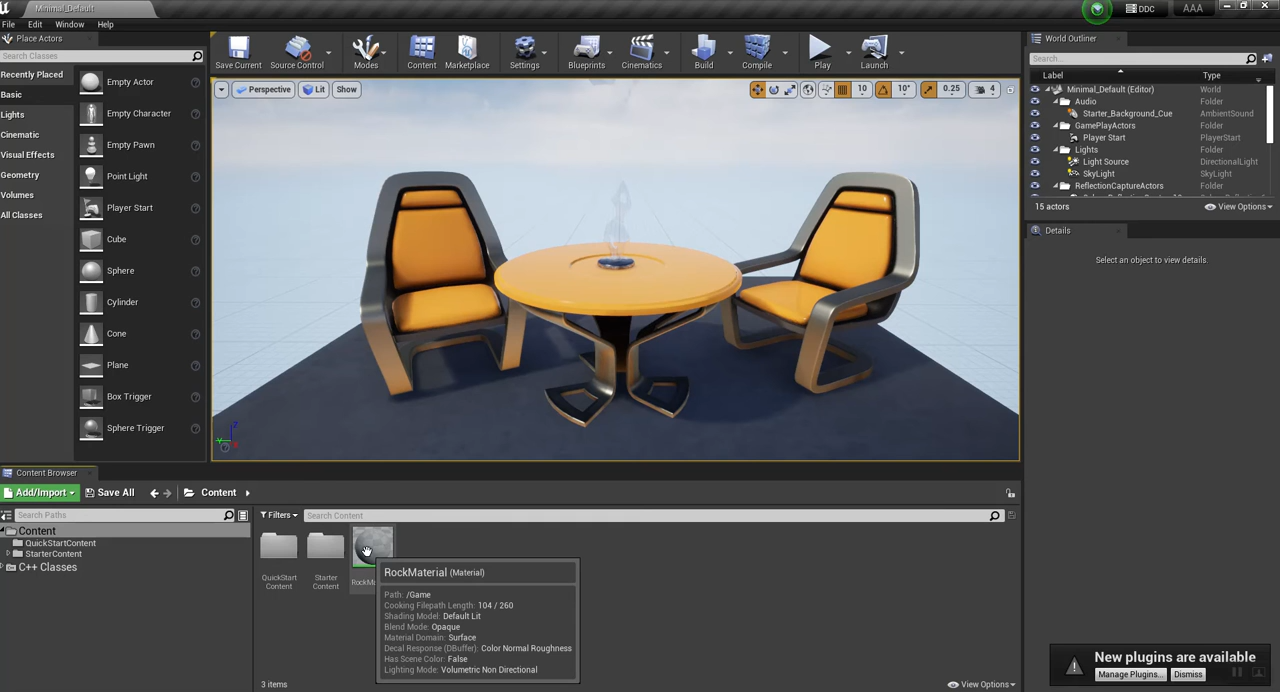 Minimal_Default
DDC
AAA
File Edit Window Help
Place Actors
Search Classes
Recently Placed
Basic
Lights
Cinematic
Visual Effects
Geometry
Volumes
All Classes
Empty Actor
Empty Character
Empty Pawn
Point Light
Player Start
Cube
Sphere
Cylinder
Cone
Plane
Box Trigger
Sphere Trigger
Save Current Source Control Modes Content Marketplace Settings Blueprints Cinematics Build Compile Play Launch
Perspective Lit Show
10 10° 0.25 4
World Outliner
Search...
Label Type
Minimal_Default (Editor) World
Audio Folder
Starter_Background_Cue AmbientSound
GamePlayActors Folder
Player Start PlayerStart
Lights Folder
Light Source DirectionalLight
SkyLight SkyLight
ReflectionCaptureActors Folder
15 actors View Options
Details
Select an object to view details.
Content Browser
Add/Import Save All Content
Search Paths
Content
QuickStartContent
StarterContent
C++ Classes
Filters Search Content
QuickStart
Content
Starter
Content
RockMa
RockMaterial (Material)
Path: /Game
Cooking Filepath Length: 104 / 260
Shading Model: Default Lit
Blend Mode: Opaque
Material Domain: Surface
Decal Response (DBuffer): Color Normal Roughness
Has Scene Color: False
Lighting Mode: Volumetric Non Directional
3 items
View Options
New plugins are available
Manage Plugins... Dismiss